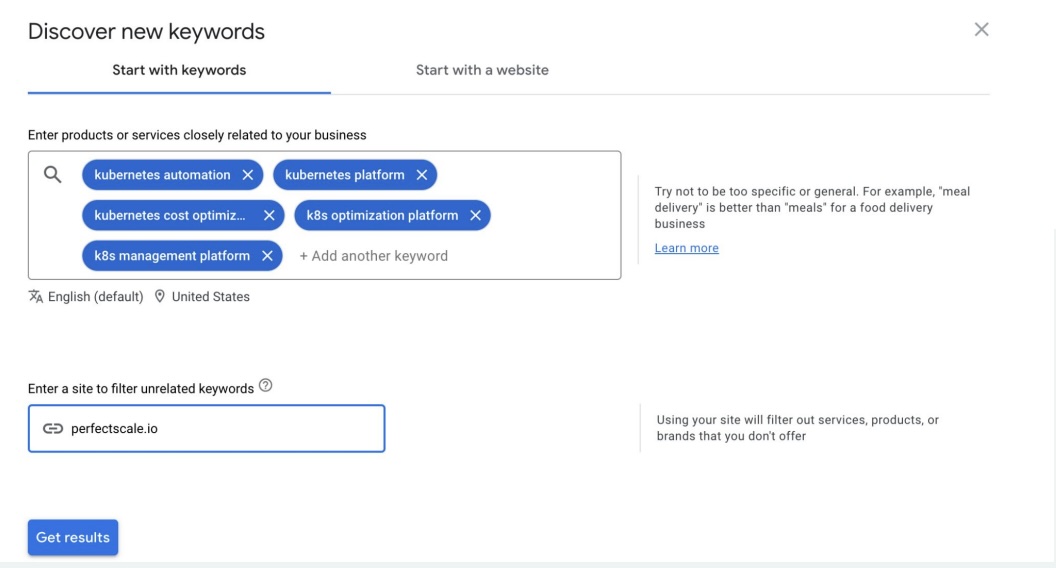 Discover new keywords
Start with keywords
Start with a website
Enter products or services closely related to your business
kubernetes automation
kubernetes platform
kubernetes cost optimiz...
k8s optimization platform
k8s management platform
+ Add another keyword
Try not to be too specific or general. For example, "meal
delivery" is better than "meals" for a food delivery
business
Learn more
English (default)
United States
Enter a site to filter unrelated keywords
perfectscale.io
Using your site will filter out services, products, or
brands that you don't offer
Get results